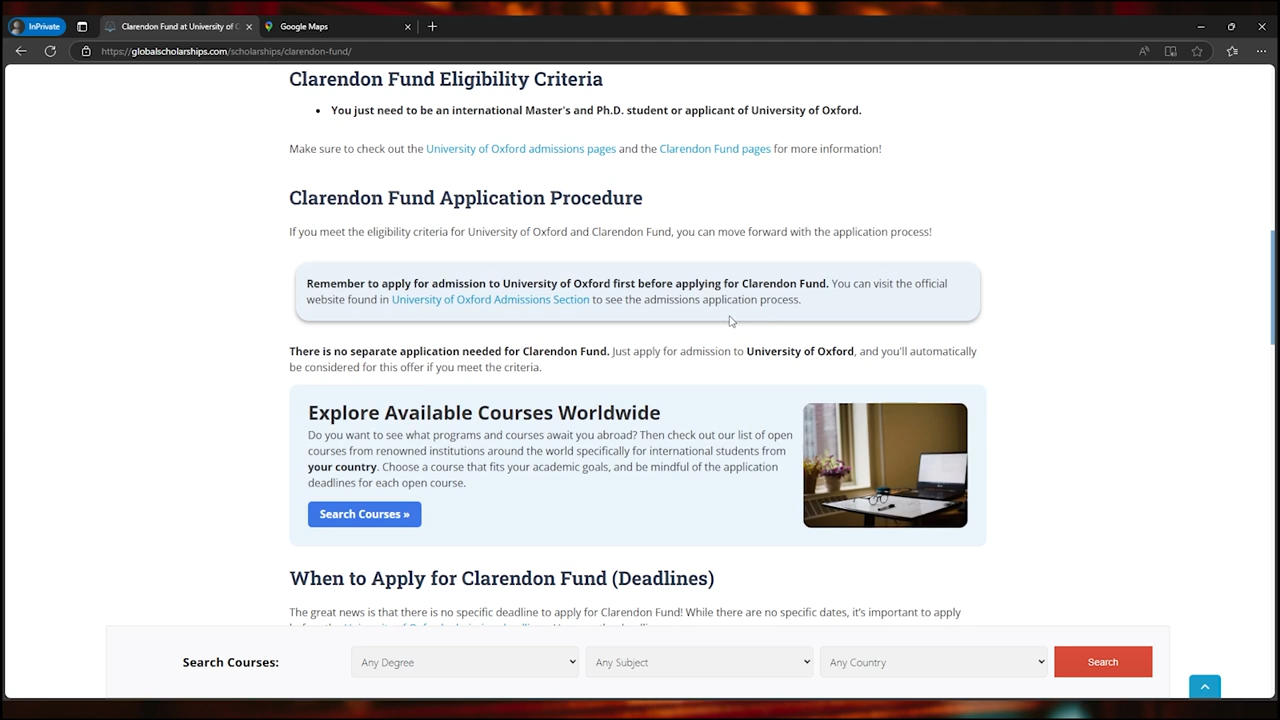 InPrivate
Clarendon Fund at University of O
Google Maps
https://globalscholarships.com/scholarships/clarendon-fund/
Clarendon Fund Eligibility Criteria
• You just need to be an international Master's and Ph.D. student or applicant of University of Oxford.
Make sure to check out the University of Oxford admissions pages and the Clarendon Fund pages for more information!
Clarendon Fund Application Procedure
If you meet the eligibility criteria for University of Oxford and Clarendon Fund, you can move forward with the application process!
Remember to apply for admission to University of Oxford first before applying for Clarendon Fund. You can visit the official
website found in University of Oxford Admissions Section to see the admissions application process.
There is no separate application needed for Clarendon Fund. Just apply for admission to University of Oxford, and you'll automatically
be considered for this offer if you meet the criteria.
Explore Available Courses Worldwide
Do you want to see what programs and courses await you abroad? Then check out our list of open
courses from renowned institutions around the world specifically for international students from
your country. Choose a course that fits your academic goals, and be mindful of the application
deadlines for each open course.
Search Courses »
When to Apply for Clarendon Fund (Deadlines)
The great news is that there is no specific deadline to apply for Clarendon Fund! While there are no specific dates, it's important to apply
Search Courses:
Any Degree
Any Subject
Any Country
Search